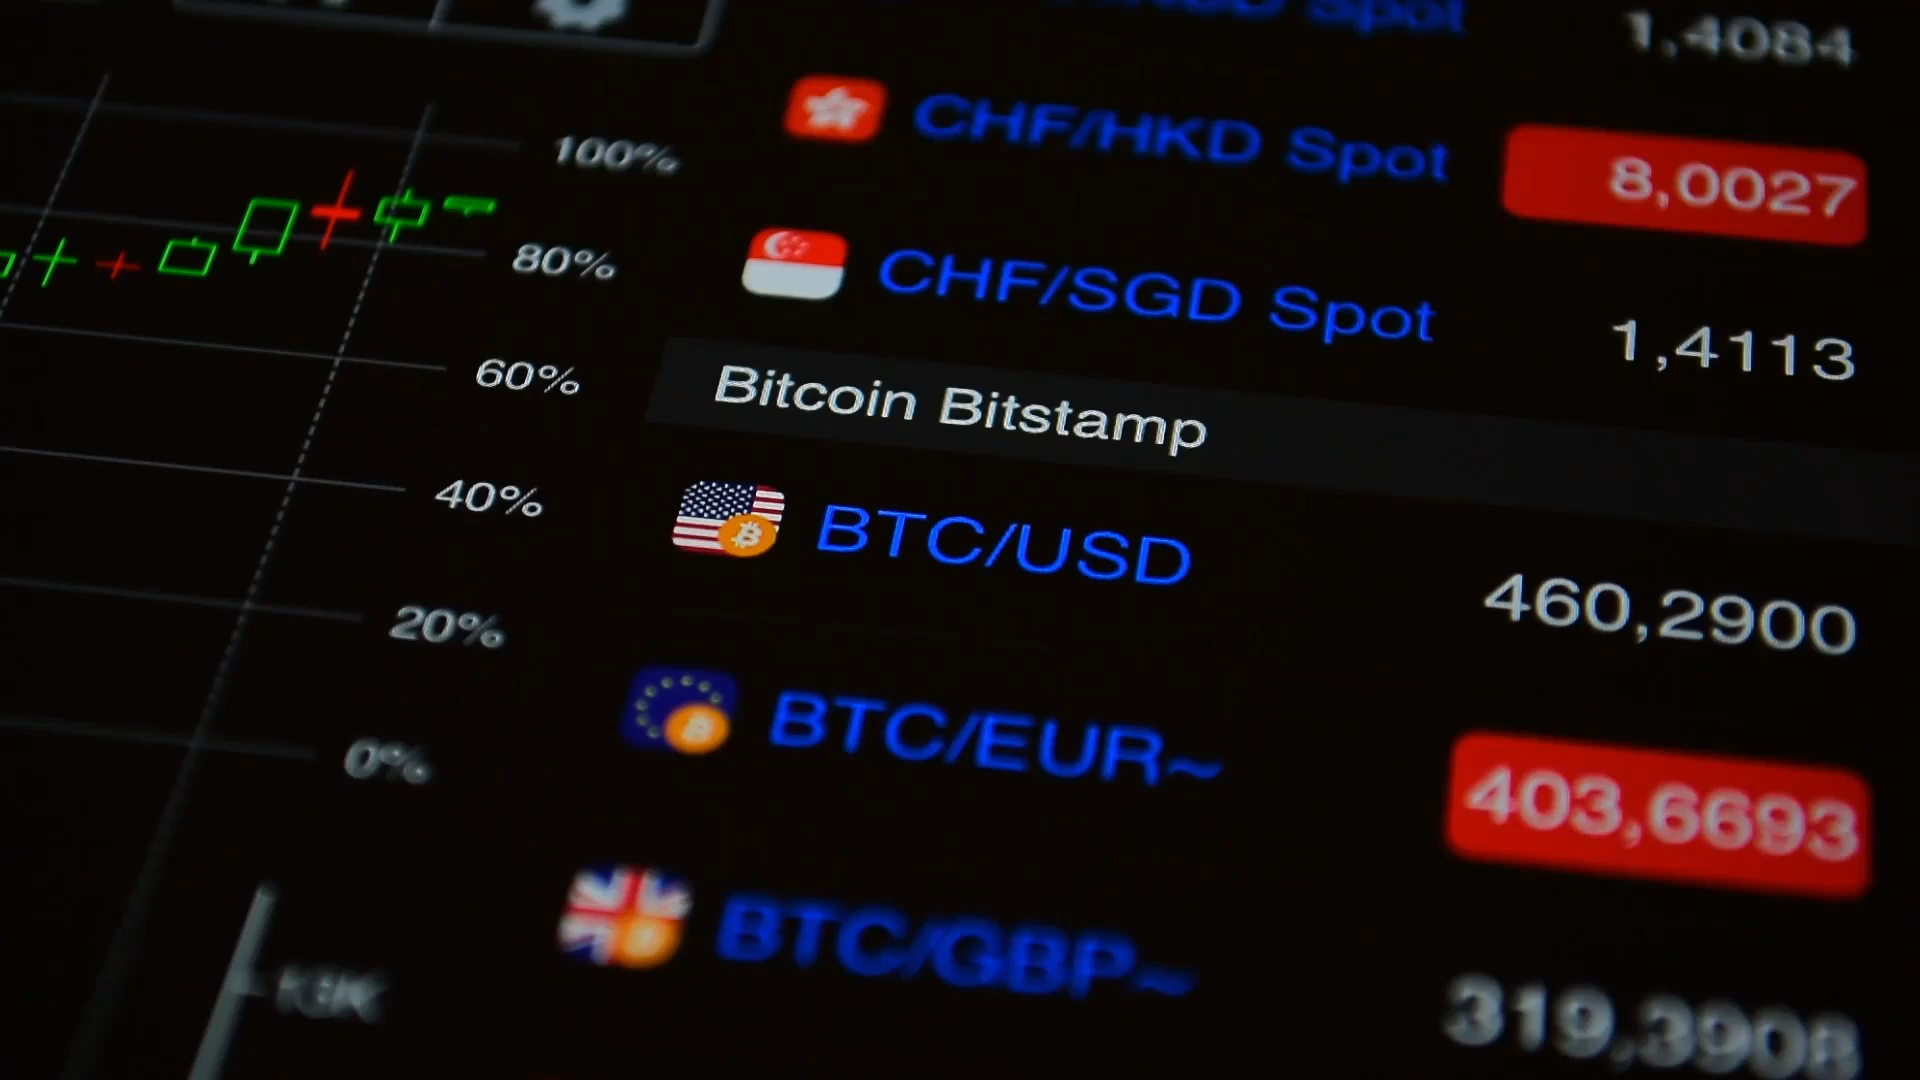 Spot 1,4084
100%
CHF/HKD Spot 8,0027
80%
CHF/SGD Spot 1,4113
60%
Bitcoin Bitstamp
40%
BTC/USD 460,2900
20%
BTC/EUR~ 403,6693
0%
BTC/GBP~ 319,3908